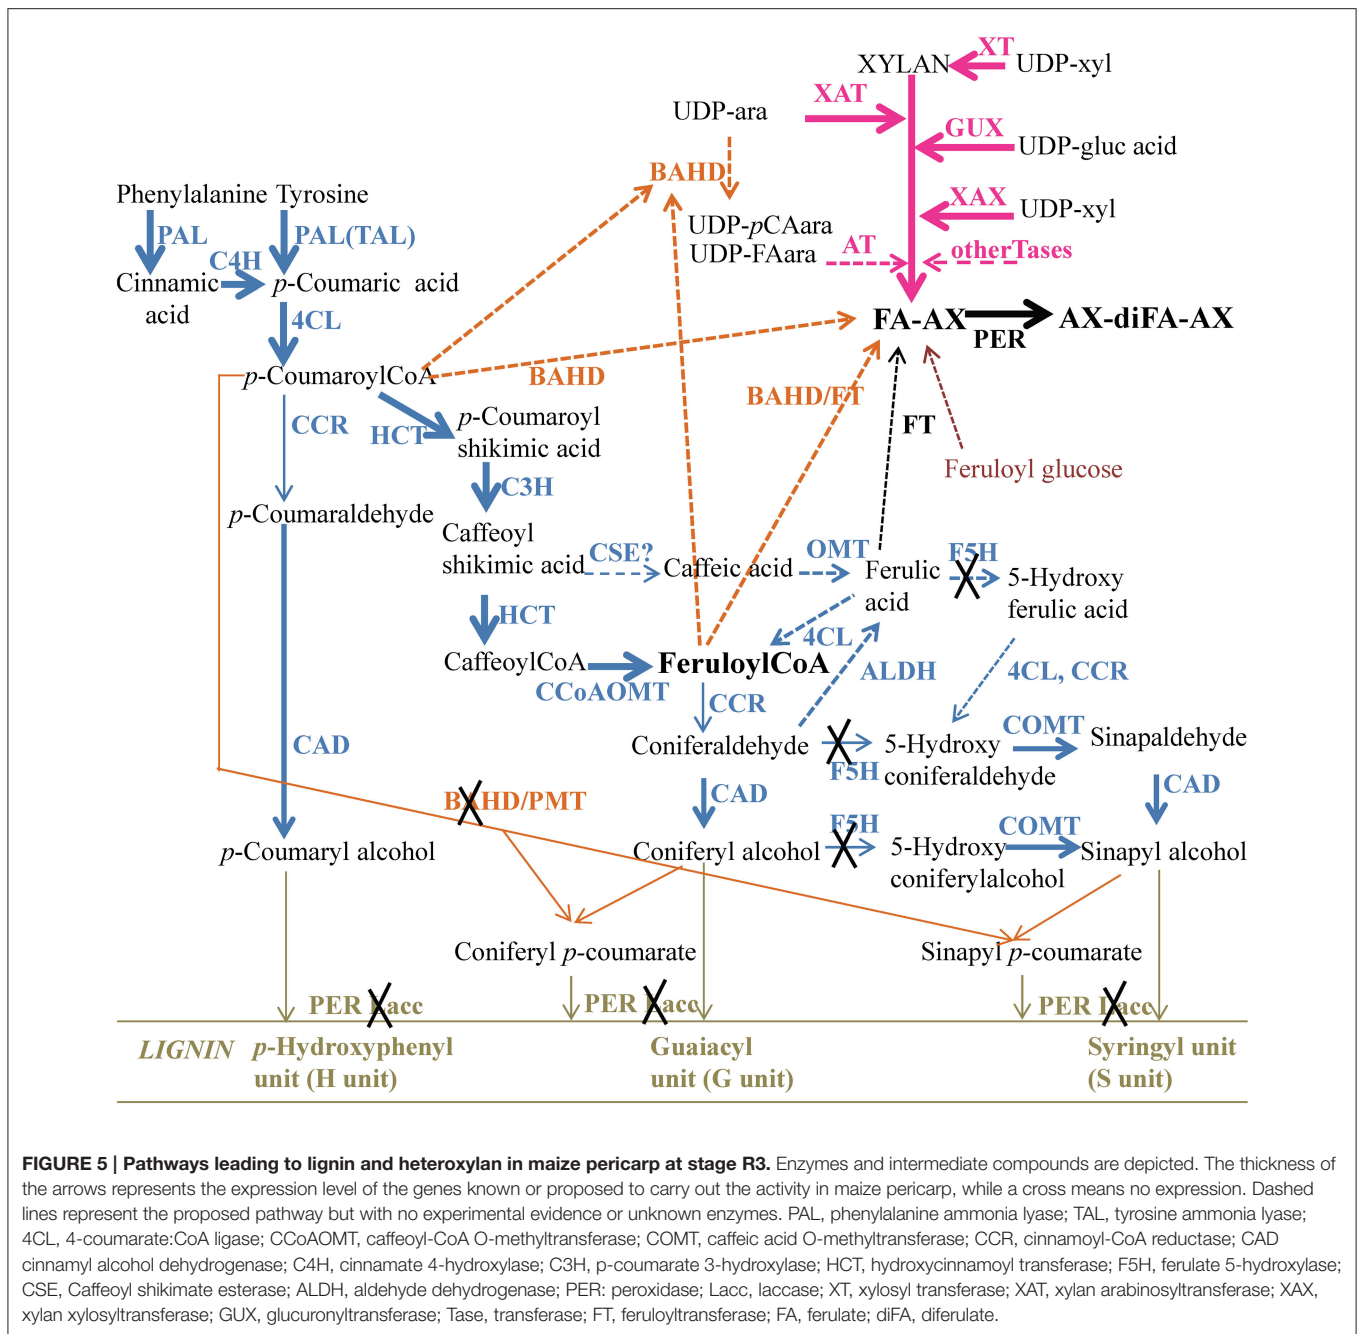 XT
XYLAN
UDP-xyl
XAT
UDP-ara
GUX
UDP-gluc acid
BAHD
Phenylalanine Tyrosine
XAX
UDP-xyl
UDP-pCAara
UDP-FAara
PAL
PAL(TAL)
AT
otherTases
C4H
Cinnamic
acid
p-Coumaric acid
4CL
FA-AX
PER
AX-diFA-AX
p-CoumaroylCoA
BAHD
BAHD/FT
FT
CCR
HCT
p-Coumaroyl
shikimic acid
Feruloyl glucose
C3H
p-Coumaraldehyde
Caffeoyl
shikimic acid
CSE?
Caffeic acid
OMT
Ferulic
acid
F5H
5-Hydroxy
ferulic acid
HCT
4CL
CaffeoylCoA
CCoAOMT
FeruloylCoA
ALDH
4CL, CCR
CCR
CAD
Coniferaldehyde
F5H
5-Hydroxy
coniferaldehyde
COMT
Sinapaldehyde
CAD
CAD
BAHD/PMT
F5H
COMT
p-Coumaryl alcohol
Coniferyl alcohol
5-Hydroxy
coniferylalcohol
Sinapyl alcohol
Coniferyl p-coumarate
Sinapyl p-coumarate
PER Lacc
PER Lacc
PER Lacc
LIGNIN
p-Hydroxyphenyl
unit (H unit)
Guaiacyl
unit (G unit)
Syringyl unit
(S unit)
FIGURE 5 | Pathways leading to lignin and heteroxylan in maize pericarp at stage R3. Enzymes and intermediate compounds are depicted. The thickness of
the arrows represents the expression level of the genes known or proposed to carry out the activity in maize pericarp, while a cross means no expression. Dashed
lines represent the proposed pathway but with no experimental evidence or unknown enzymes. PAL, phenylalanine ammonia lyase; TAL, tyrosine ammonia lyase;
4CL, 4-coumarate:CoA ligase; CCoAOMT, caffeoyl-CoA O-methyltransferase; COMT, caffeic acid O-methyltransferase; CCR, cinnamoyl-CoA reductase; CAD
cinnamyl alcohol dehydrogenase; C4H, cinnamate 4-hydroxylase; C3H, p-coumarate 3-hydroxylase; HCT, hydroxycinnamoyl transferase; F5H, ferulate 5-hydroxylase;
CSE, Caffeoyl shikimate esterase; ALDH, aldehyde dehydrogenase; PER: peroxidase; Lacc, laccase; XT, xylosyl transferase; XAT, xylan arabinosyltransferase; XAX,
xylan xylosyltransferase; GUX, glucuronyltransferase; Tase, transferase; FT, feruloyltransferase; FA, ferulate; diFA, diferulate.